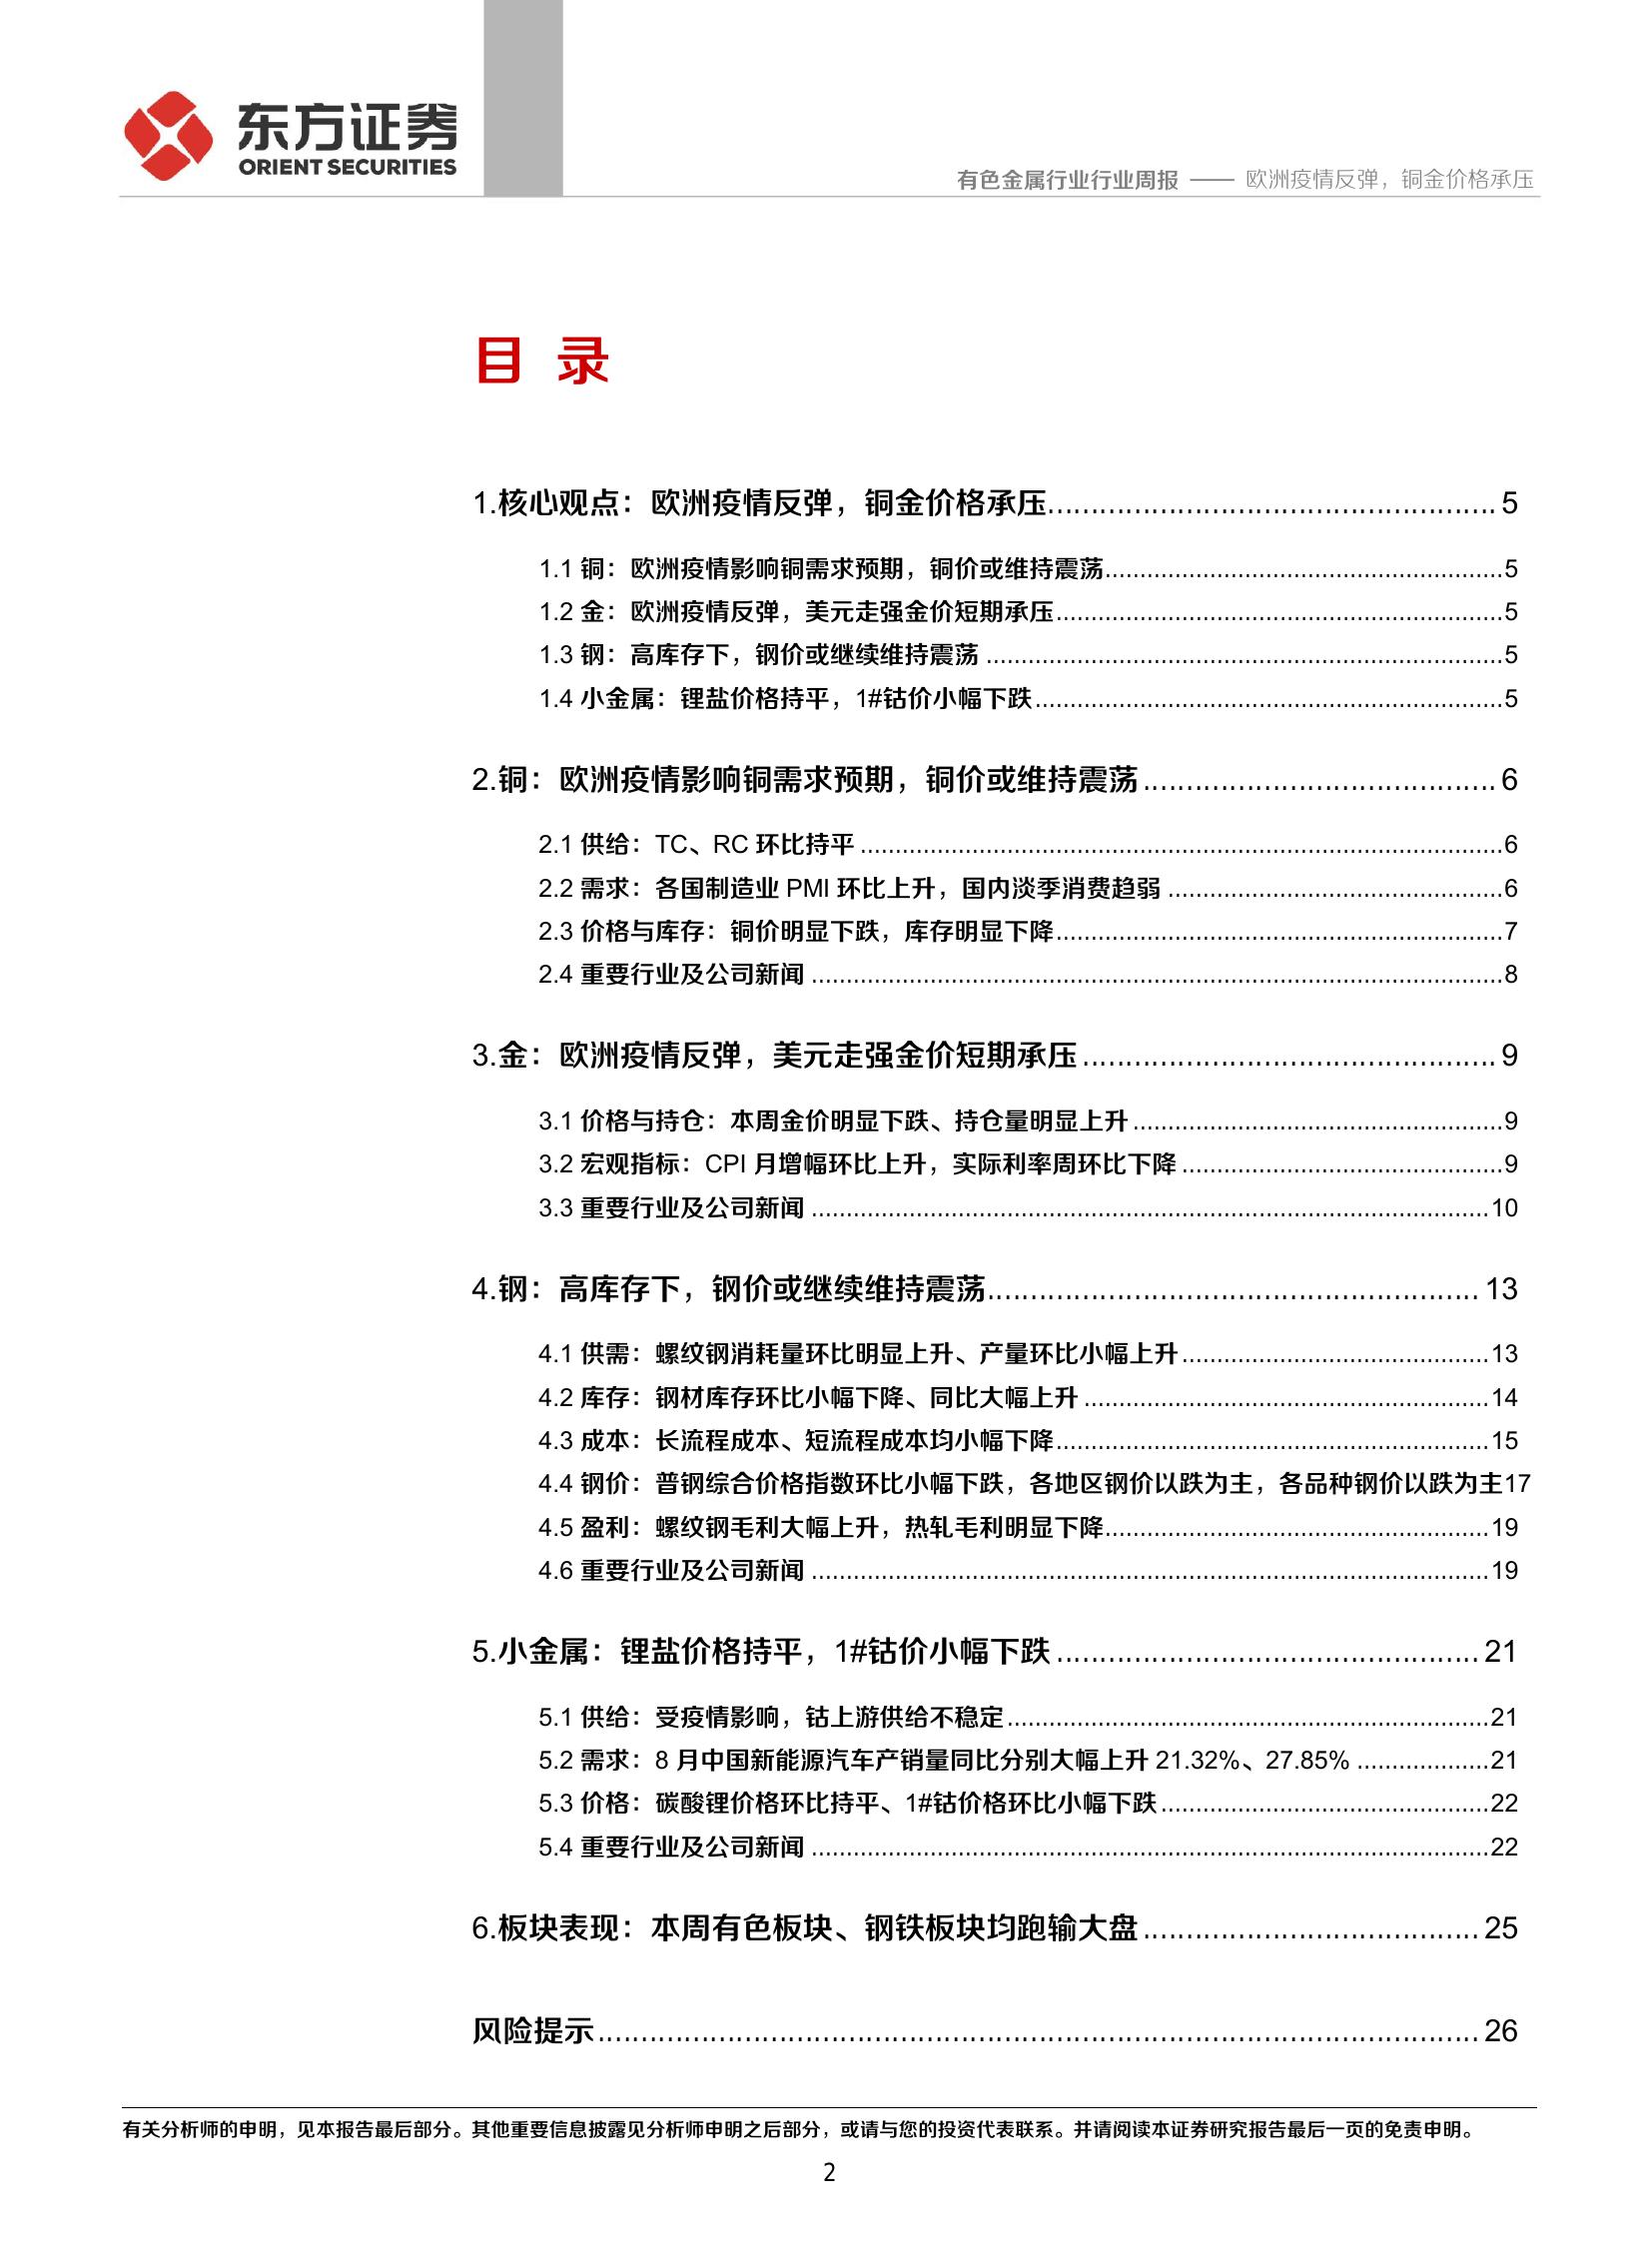 东方证券
ORIENT SECURITIES
有色金属行业行业周报 —— 欧洲疫情反弹，铜金价格承压
目 录
1.核心观点：欧洲疫情反弹，铜金价格承压.................................................... 5
1.1 铜：欧洲疫情影响铜需求预期，铜价或维持震荡.........................................................5
1.2 金：欧洲疫情反弹，美元走强金价短期承压................................................................5
1.3 钢：高库存下，钢价或继续维持震荡 ..........................................................................5
1.4 小金属：锂盐价格持平，1#钴价小幅下跌...................................................................5
2.铜：欧洲疫情影响铜需求预期，铜价或维持震荡......................................... 6
2.1 供给：TC、RC 环比持平 ............................................................................................6
2.2 需求：各国制造业 PMI 环比上升，国内淡季消费趋弱 ................................................6
2.3 价格与库存：铜价明显下跌，库存明显下降................................................................7
2.4 重要行业及公司新闻 ...................................................................................................8
3.金：欧洲疫情反弹，美元走强金价短期承压................................................ 9
3.1 价格与持仓：本周金价明显下跌、持仓量明显上升.....................................................9
3.2 宏观指标：CPI 月增幅环比上升，实际利率周环比下降..............................................9
3.3 重要行业及公司新闻 .................................................................................................10
4.钢：高库存下，钢价或继续维持震荡......................................................... 13
4.1 供需：螺纹钢消耗量环比明显上升、产量环比小幅上升............................................13
4.2 库存：钢材库存环比小幅下降、同比大幅上升..........................................................14
4.3 成本：长流程成本、短流程成本均小幅下降..............................................................15
4.4 钢价：普钢综合价格指数环比小幅下跌，各地区钢价以跌为主，各品种钢价以跌为主17
4.5 盈利：螺纹钢毛利大幅上升，热轧毛利明显下降.......................................................19
4.6 重要行业及公司新闻 .................................................................................................19
5.小金属：锂盐价格持平，1#钴价小幅下跌................................................. 21
5.1 供给：受疫情影响，钴上游供给不稳定.....................................................................21
5.2 需求：8 月中国新能源汽车产销量同比分别大幅上升 21.32%、27.85% ...................21
5.3 价格：碳酸锂价格环比持平、1#钴价格环比小幅下跌...............................................22
5.4 重要行业及公司新闻 .................................................................................................22
6.板块表现：本周有色板块、钢铁板块均跑输大盘....................................... 25
风险提示...................................................................................................... 26
有关分析师的申明，见本报告最后部分。其他重要信息披露见分析师申明之后部分，或请与您的投资代表联系。并请阅读本证券研究报告最后一页的免责申明。
2